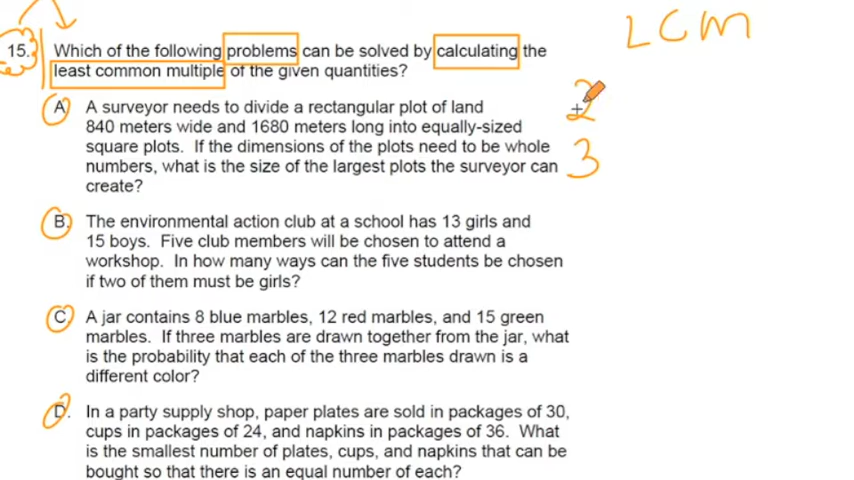 LCM
15. Which of the following problems can be solved by calculating the
least common multiple of the given quantities?
A. A surveyor needs to divide a rectangular plot of land
840 meters wide and 1680 meters long into equally-sized
square plots. If the dimensions of the plots need to be whole
numbers, what is the size of the largest plots the surveyor can
create?
2
3
B. The environmental action club at a school has 13 girls and
15 boys. Five club members will be chosen to attend a
workshop. In how many ways can the five students be chosen
if two of them must be girls?
C. A jar contains 8 blue marbles, 12 red marbles, and 15 green
marbles. If three marbles are drawn together from the jar, what
is the probability that each of the three marbles drawn is a
different color?
D. In a party supply shop, paper plates are sold in packages of 30,
cups in packages of 24, and napkins in packages of 36. What
is the smallest number of plates, cups, and napkins that can be
bought so that there is an equal number of each?